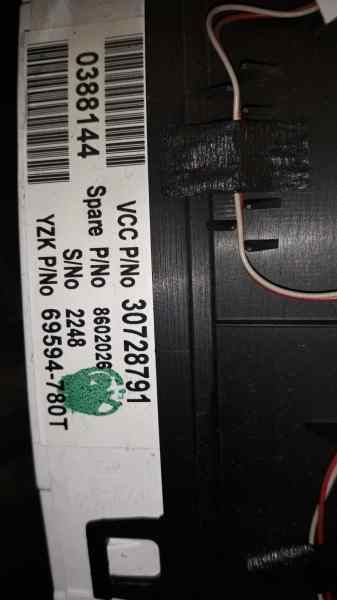 0388144
VCC P/No 30728791
Spare P/No 8602026
S/No 2248
YZK P/No 69594-780T